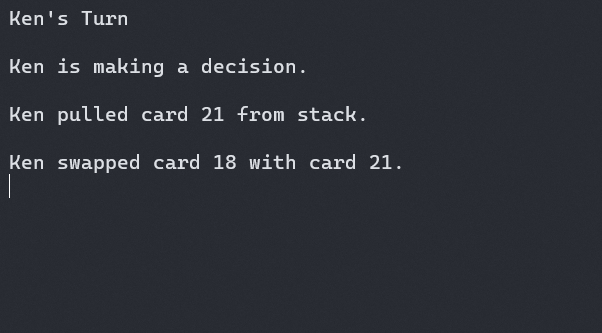 Ken's Turn
Ken is making a decision.
Ken pulled card 21 from stack.
Ken swapped card 18 with card 21.